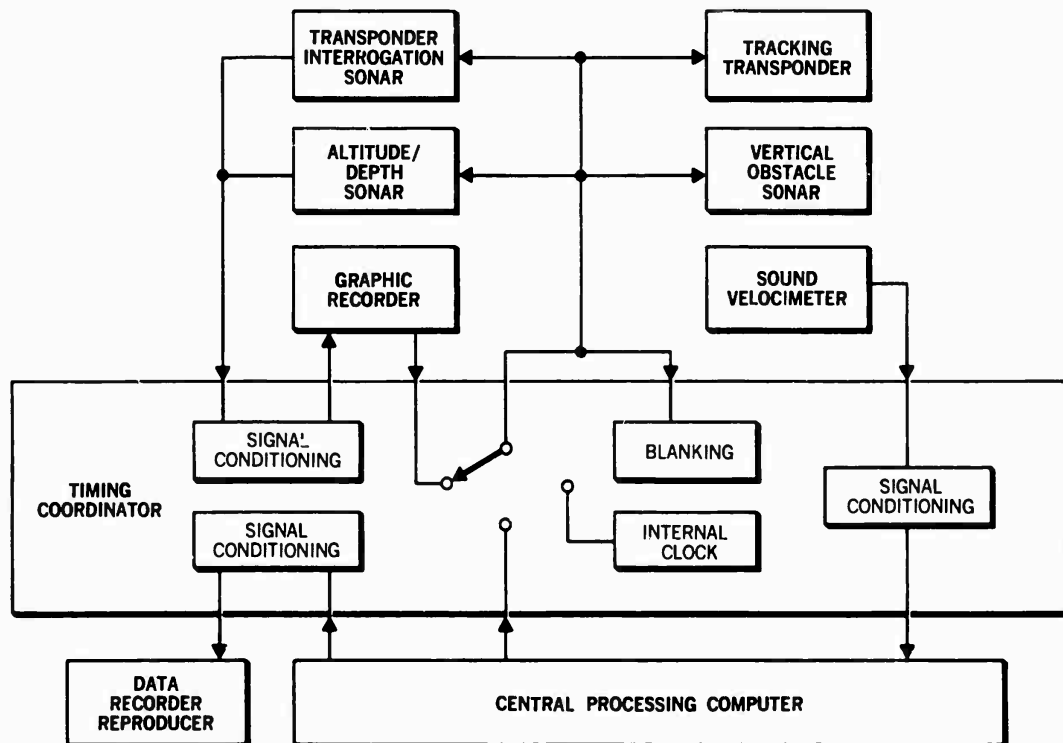 TRANSPONDER
INTERROGATION
SONAR
TRACKING
TRANSPONDER
ALTITUDE/
DEPTH
SONAR
VERTICAL
OBSTACLE
SONAR
GRAPHIC
RECORDER
SOUND
VELOCIMETER
TIMING
COORDINATOR
SIGNAL
CONDITIONING
BLANKING
SIGNAL
CONDITIONING
SIGNAL
CONDITIONING
INTERNAL
CLOCK
DATA
RECORDER
REPRODUCER
CENTRAL PROCESSING COMPUTER